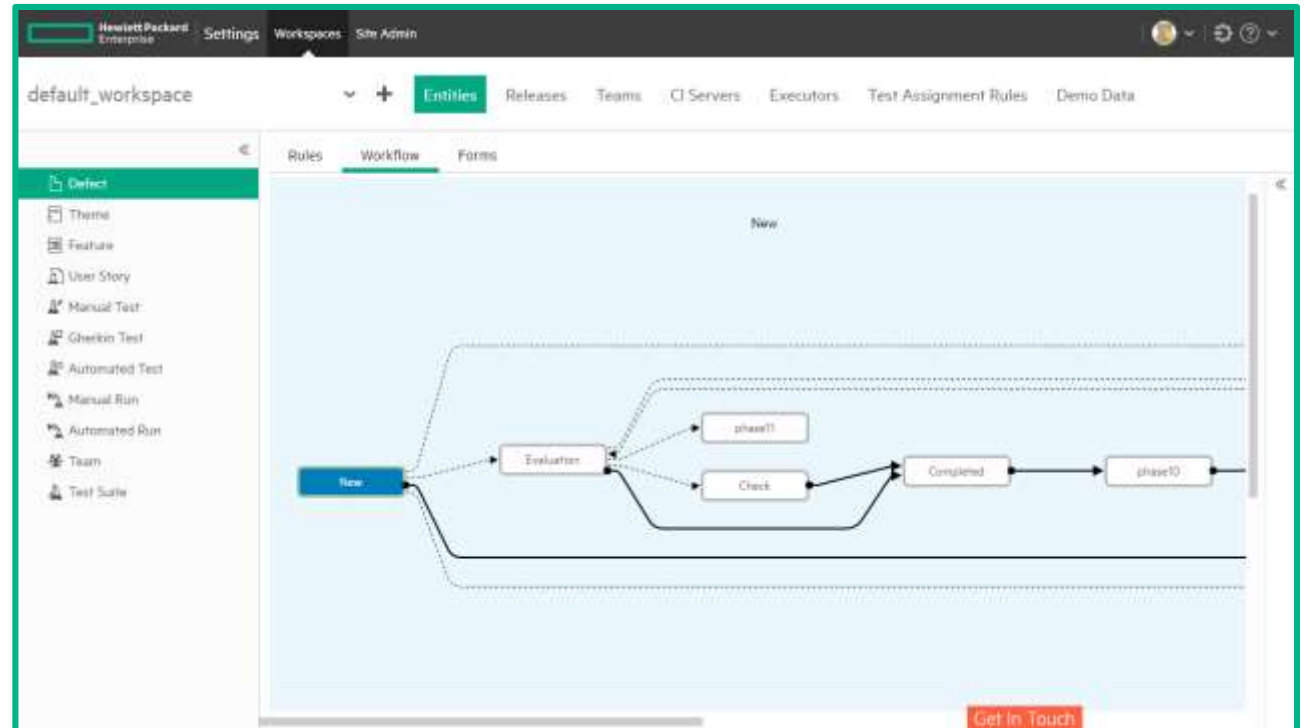 Hewlett Packard
Enterprise
Settings Workspaces Site Admin
default_workspace
Entities Releases Teams CI Servers Executors Test Assignment Rules Demo Data
Rules Workflow Forms
Defect
Theme
Feature
User Story
Manual Test
Gherkin Test
Automated Test
Manual Run
Automated Run
Team
Test Suite
New
phase11
Evaluation
Completed
phase10
New
Check
Get In Touch